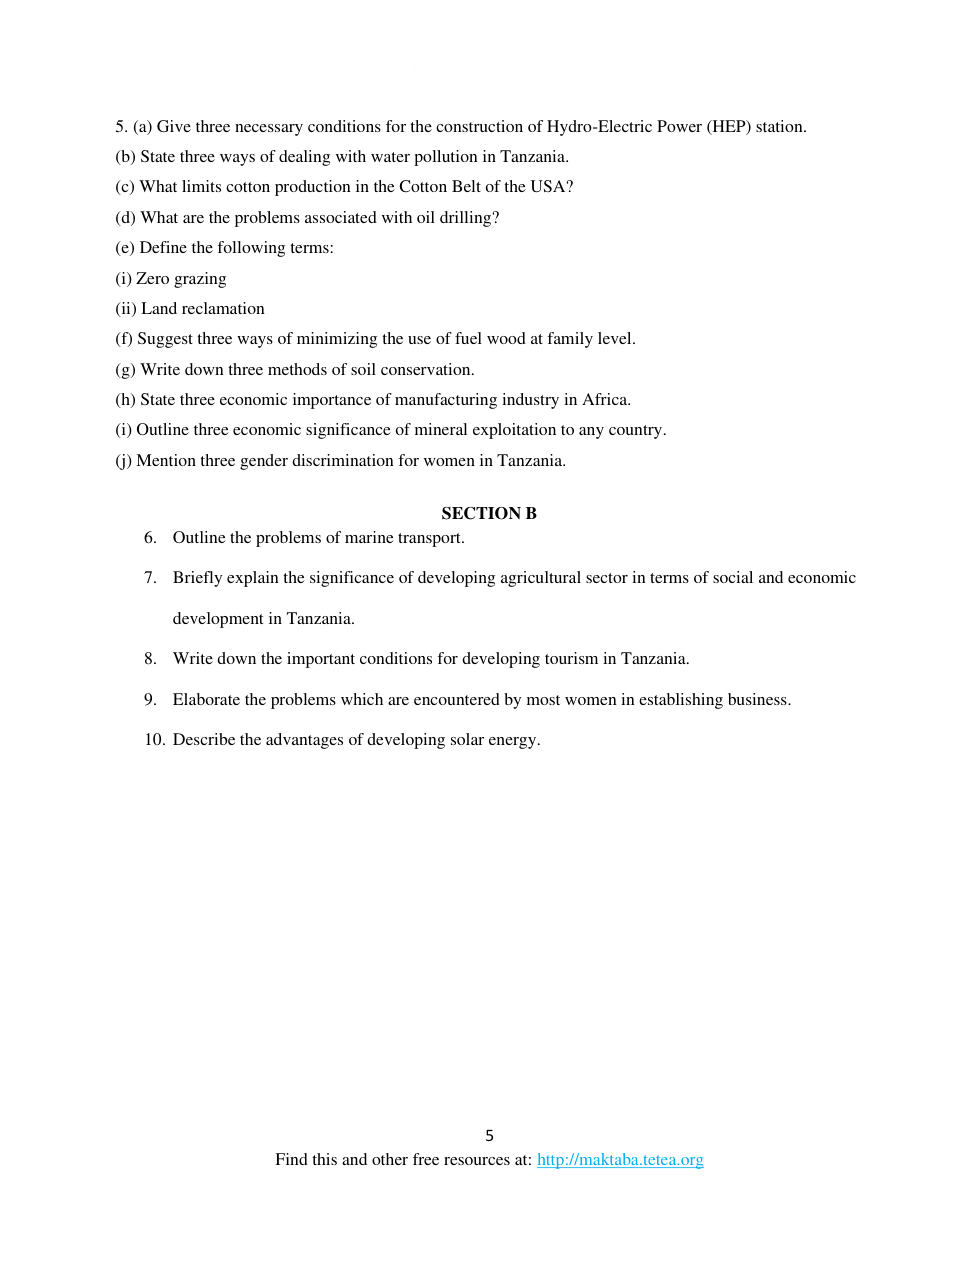 5. (a) Give three necessary conditions for the construction of Hydro-Electric Power (HEP) station.
(b) State three ways of dealing with water pollution in Tanzania.
(c) What limits cotton production in the Cotton Belt of the USA?
(d) What are the problems associated with oil drilling?
(e) Define the following terms:
(i) Zero grazing
(ii) Land reclamation
(f) Suggest three ways of minimizing the use of fuel wood at family level.
(g) Write down three methods of soil conservation.
(h) State three economic importance of manufacturing industry in Africa.
(i) Outline three economic significance of mineral exploitation to any country.
(j) Mention three gender discrimination for women in Tanzania.
SECTION B
6. Outline the problems of marine transport.
7. Briefly explain the significance of developing agricultural sector in terms of social and economic
development in Tanzania.
8. Write down the important conditions for developing tourism in Tanzania.
9. Elaborate the problems which are encountered by most women in establishing business.
10. Describe the advantages of developing solar energy.
5
Find this and other free resources at: http://maktaba.tetea.org